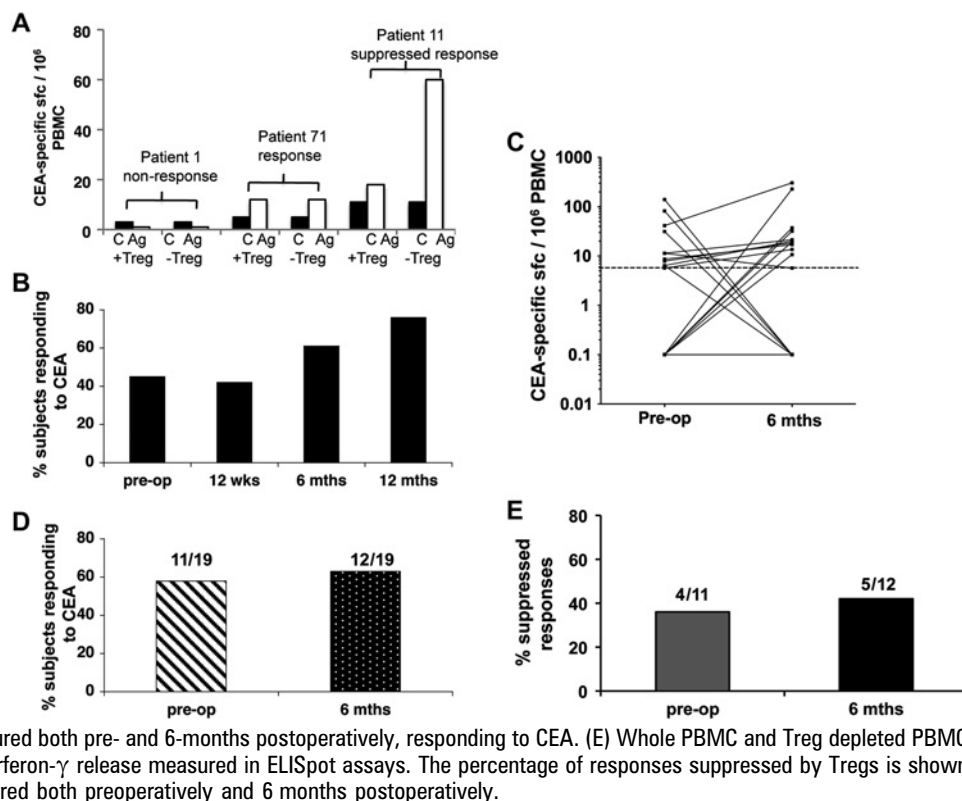 A
80
60
40
20
0
CEA-specific sfc / 10⁶
PBMC
Patient 1
non-response
Patient 71
response
Patient 11
suppressed response
C Ag C Ag C Ag C Ag C Ag C Ag
+Treg -Treg +Treg -Treg +Treg -Treg
B
80
60
40
20
0
% subjects responding
to CEA
pre-op 12 wks 6 mths 12 mths
C
1000
100
10
1
0.1
0.01
CEA-specific sfc / 10⁶ PBMC
Pre-op 6 mths
D
80
60
40
20
0
% subjects responding
to CEA
11/19 12/19
pre-op 6 mths
E
80
60
40
20
0
% suppressed
responses
4/11 5/12
pre-op 6 mths
ured both pre- and 6-months postoperatively, responding to CEA. (E) Whole PBMC and Treg depleted PBMC
rferon-γ release measured in ELISpot assays. The percentage of responses suppressed by Tregs is shown
ured both preoperatively and 6 months postoperatively.